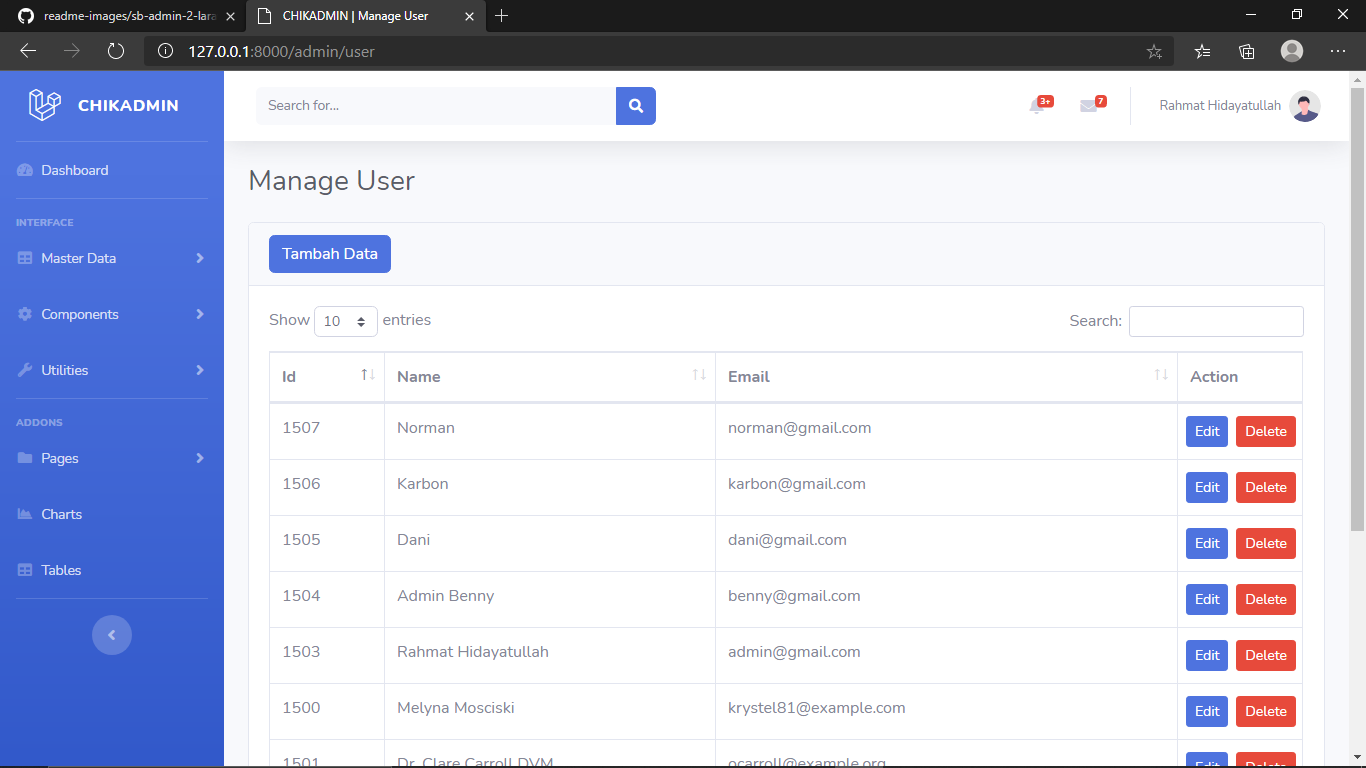 readme-images/sb-admin-2-lara
CHIKADMIN | Manage User
127.0.0.1:8000/admin/user
CHIKADMIN
Search for...
3+
7
Rahmat Hidayatullah
Dashboard
INTERFACE
Master Data
Components
Utilities
ADDONS
Pages
Charts
Tables
Manage User
Tambah Data
Show 10 entries
Search:
Id Name Email Action
1507 Norman norman@gmail.com Edit Delete
1506 Karbon karbon@gmail.com Edit Delete
1505 Dani dani@gmail.com Edit Delete
1504 Admin Benny benny@gmail.com Edit Delete
1503 Rahmat Hidayatullah admin@gmail.com Edit Delete
1500 Melyna Mosciski krystel81@example.com Edit Delete
1501 Dr. Clare Carroll DVM ocarroll@example.org Edit Delete